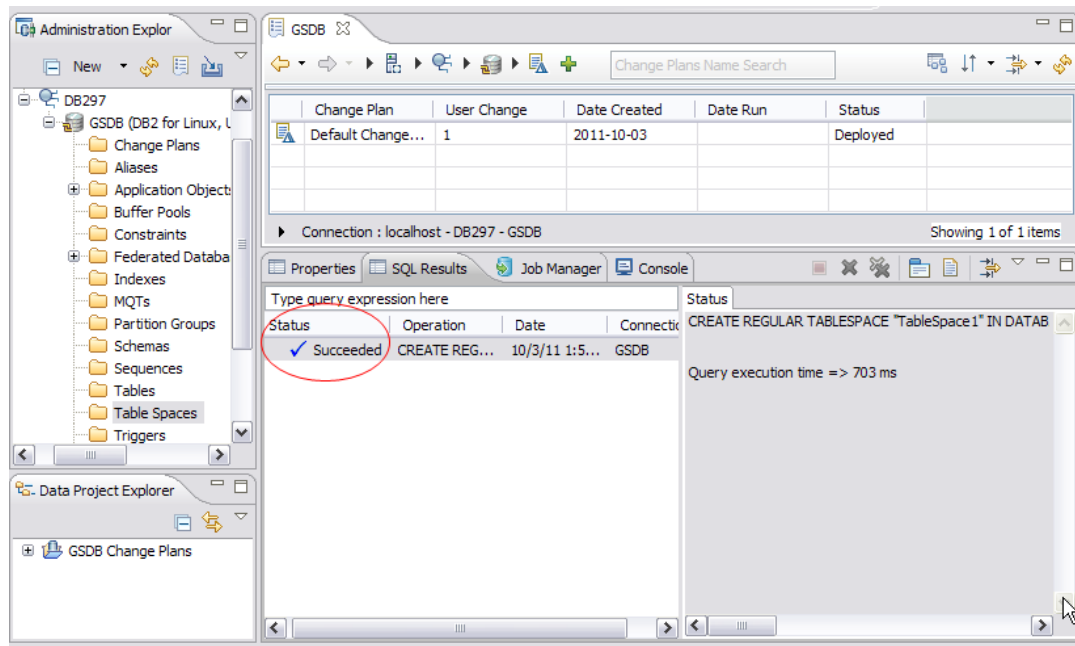 Administration Explor
New
DB297
GSDB (DB2 for Linux, U
Change Plans
Aliases
Application Objects
Buffer Pools
Constraints
Federated Databa
Indexes
MQTs
Partition Groups
Schemas
Sequences
Tables
Table Spaces
Triggers
Data Project Explorer
GSDB Change Plans
GSDB
Change Plans Name Search
Change Plan User Change Date Created Date Run Status
Default Change... 1 2011-10-03 Deployed
Connection : localhost - DB297 - GSDB Showing 1 of 1 items
Properties SQL Results Job Manager Console
Type query expression here
Status Operation Date Connectic
Succeeded CREATE REG... 10/3/11 1:5... GSDB
Status
CREATE REGULAR TABLESPACE "TableSpace1" IN DATAB
Query execution time => 703 ms